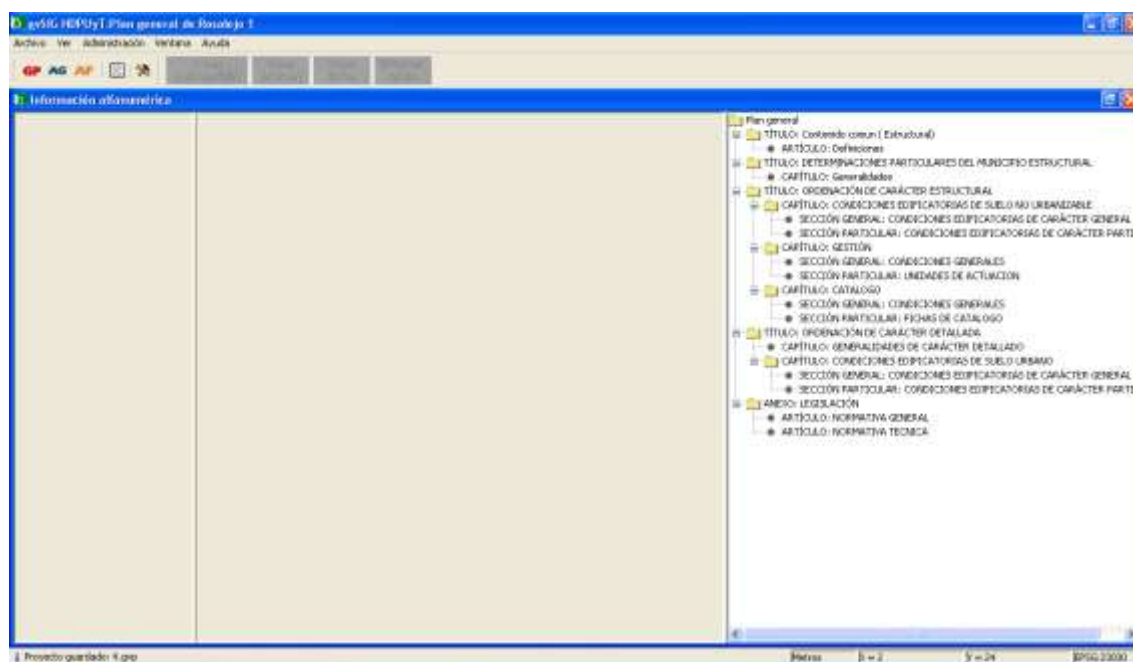 gvSIG HDPUyT:Plan general de Rosalejo 1
Archivo Ver Administración Ventana Ayuda
GP AG AF
Información alfanumérica
Plan general
TÍTULO: Contenido comun ( Estructural)
ARTÍCULO: Definiciones
TÍTULO: DETERMINACIONES PARTICULARES DEL MUNICIPIO ESTRUCTURAL
CAPÍTULO: Generalidades
TÍTULO: ORDENACIÓN DE CARÁCTER ESTRUCTURAL
CAPÍTULO: CONDICIONES EDIFICATORIAS DE SUELO NO URBANIZABLE
SECCIÓN GENERAL: CONDICIONES EDIFICATORIAS DE CARÁCTER GENERAL
SECCIÓN PARTICULAR: CONDICIONES EDIFICATORIAS DE CARÁCTER PARTI
CAPÍTULO: GESTIÓN
SECCIÓN GENERAL: CONDICIONES GENERALES
SECCIÓN PARTICULAR: UNIDADES DE ACTUACION
CAPÍTULO: CATALOGO
SECCIÓN GENERAL: CONDICIONES GENERALES
SECCIÓN PARTICULAR: FICHAS DE CATALOGO
TÍTULO: ORDENACIÓN DE CARÁCTER DETALLADA
CAPÍTULO: GENERALIDADES DE CARÁCTER DETALLADO
CAPÍTULO: CONDICIONES EDIFICATORIAS DE SUELO URBANO
SECCIÓN GENERAL: CONDICIONES EDIFICATORIAS DE CARÁCTER GENERAL
SECCIÓN PARTICULAR: CONDICIONES EDIFICATORIAS DE CARÁCTER PARTI
ANEXO: LEGISLACIÓN
ARTÍCULO: NORMATIVA GENERAL
ARTÍCULO: NORMATIVA TECNICA
Proyecto guardado: Metros EPSG:23030